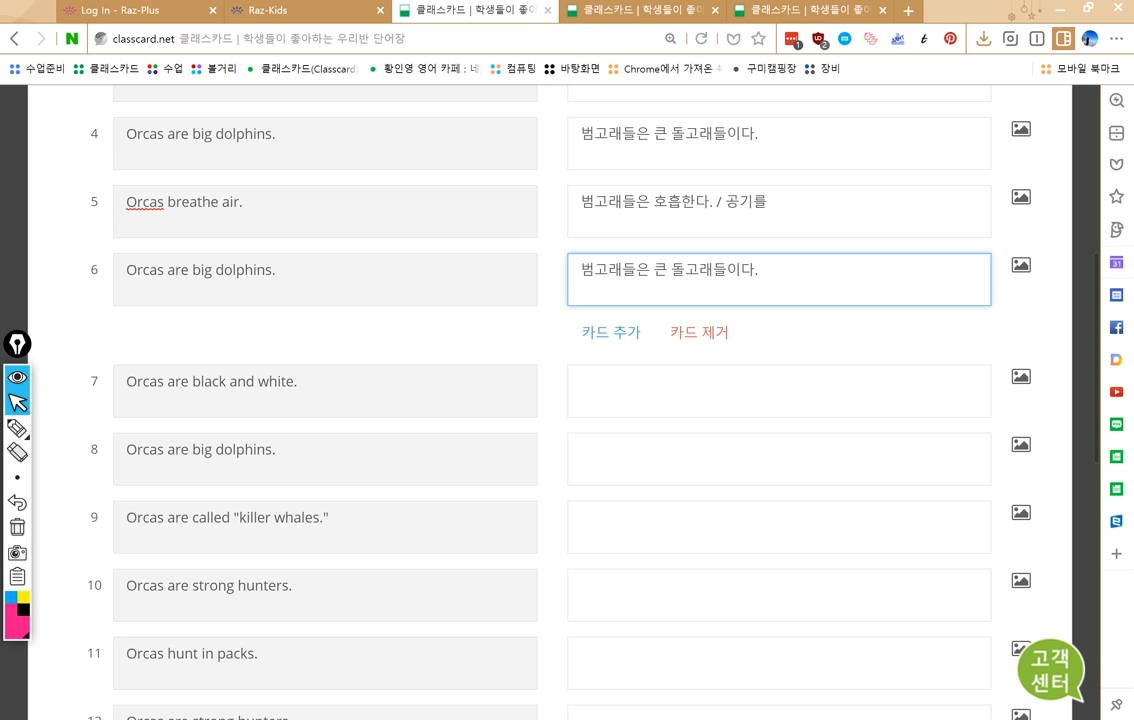 Log In - Raz-Plus
Raz-Kids
클래스카드 | 학생들이 좋아
클래스카드 | 학생들이 좋아
클래스카드 | 학생들이 좋아
classcard.net 클래스카드 | 학생들이 좋아하는 우리반 단어장
수업준비
클래스카드
수업
볼거리
클래스카드(Classcard
황인영 영어 카페 ; 네
컴퓨팅
바탕화면
Chrome에서 가져온
구미캠핑장
장비
모바일 북마크
4 Orcas are big dolphins. 범고래들은 큰 돌고래들이다.
5 Orcas breathe air. 범고래들은 호흡한다. / 공기를
6 Orcas are big dolphins. 범고래들은 큰 돌고래들이다.
카드 추가 카드 제거
7 Orcas are black and white.
8 Orcas are big dolphins.
9 Orcas are called "killer whales."
10 Orcas are strong hunters.
11 Orcas hunt in packs.
고객
센터